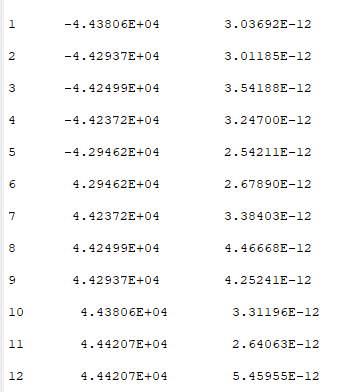 1 -4.43806E+04 3.03692E-12
2 -4.42937E+04 3.01185E-12
3 -4.42499E+04 3.54188E-12
4 -4.42372E+04 3.24700E-12
5 -4.29462E+04 2.54211E-12
6 4.29462E+04 2.67890E-12
7 4.42372E+04 3.38403E-12
8 4.42499E+04 4.46668E-12
9 4.42937E+04 4.25241E-12
10 4.43806E+04 3.31196E-12
11 4.44207E+04 2.64063E-12
12 4.44207E+04 5.45955E-12